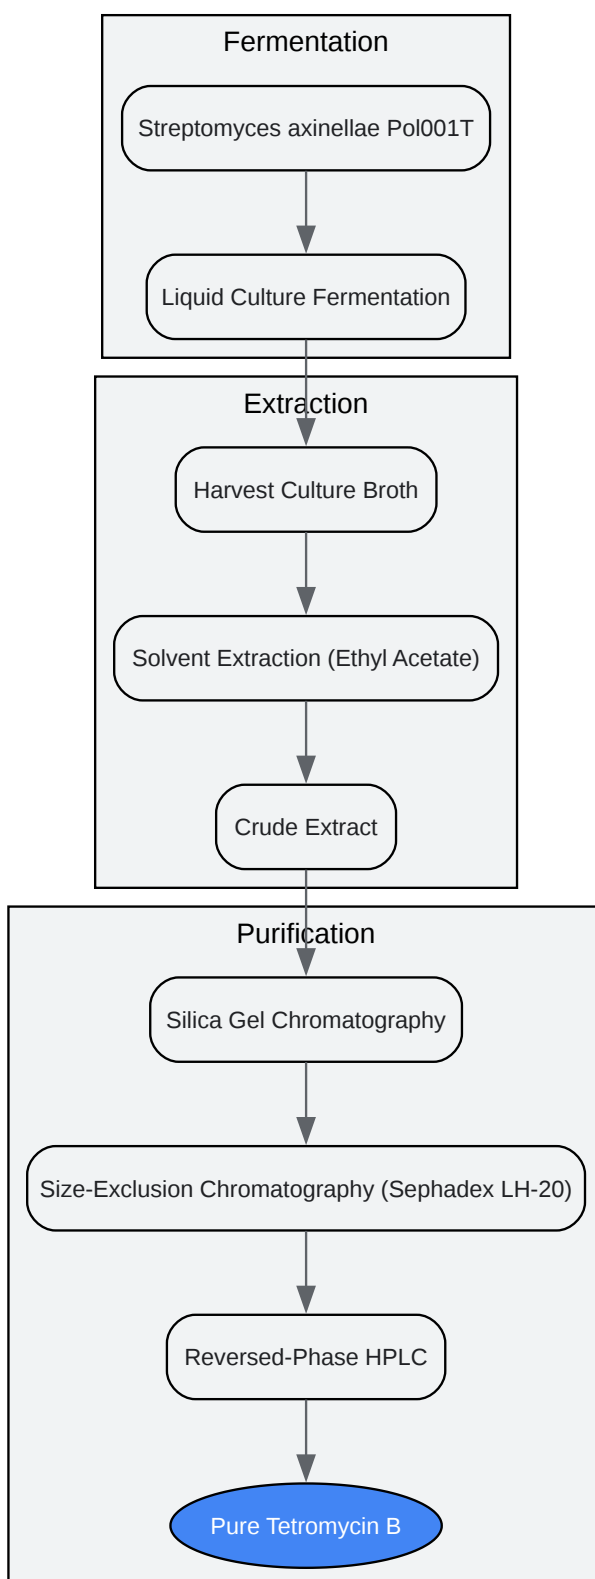 Fermentation
Streptomyces axinellae Pol001T
Liquid Culture Fermentation
Extraction
Harvest Culture Broth
Solvent Extraction (Ethyl Acetate)
Crude Extract
Purification
Silica Gel Chromatography
Size-Exclusion Chromatography (Sephadex LH-20)
Reversed-Phase HPLC
Pure Tetromycin B